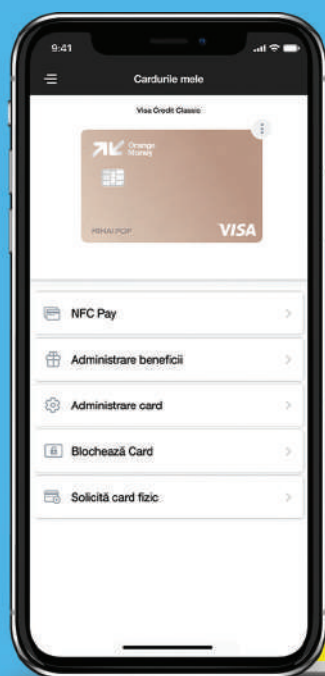 9:41
Cardurile mele
Visa Credit Classic
Orange
Money
MIHAI POP
VISA
NFC Pay
Administrare beneficii
Administrare card
Blochează Card
Solicită card fizic